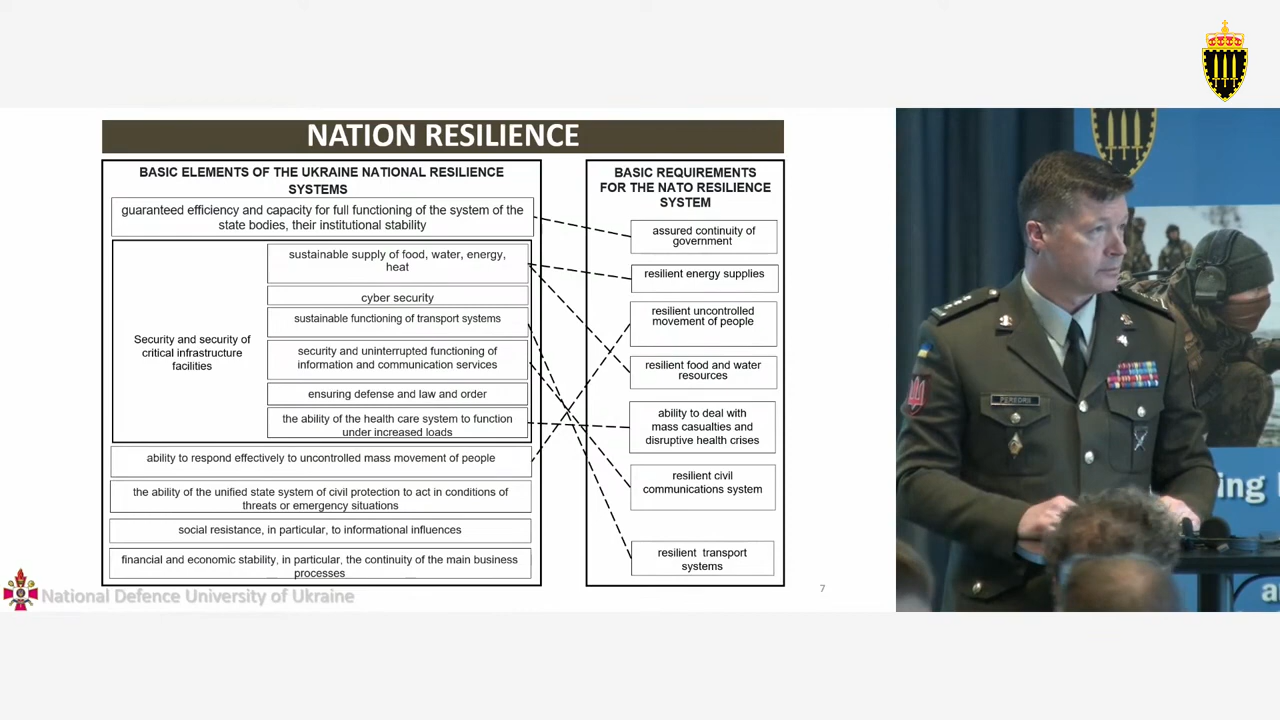 NATION RESILIENCE
BASIC ELEMENTS OF THE UKRAINE NATIONAL RESILIENCE
SYSTEMS
guaranteed efficiency and capacity for full functioning of the system of the
state bodies, their institutional stability
Security and security of
critical infrastructure
facilities
sustainable supply of food, water, energy,
heat
cyber security
sustainable functioning of transport systems
security and uninterrupted functioning of
information and communication services
ensuring defense and law and order
the ability of the health care system to function
under increased loads
ability to respond effectively to uncontrolled mass movement of people
the ability of the unified state system of civil protection to act in conditions of
threats or emergency situations
social resistance, in particular, to informational influences
financial and economic stability, in particular, the continuity of the main business
processes
BASIC REQUIREMENTS
FOR THE NATO RESILIENCE
SYSTEM
assured continuity of
government
resilient energy supplies
resilient uncontrolled
movement of people
resilient food and water
resources
ability to deal with
mass casualties and
disruptive health crises
resilient civil
communications system
resilient transport
systems
National Defence University of Ukraine
7
ing